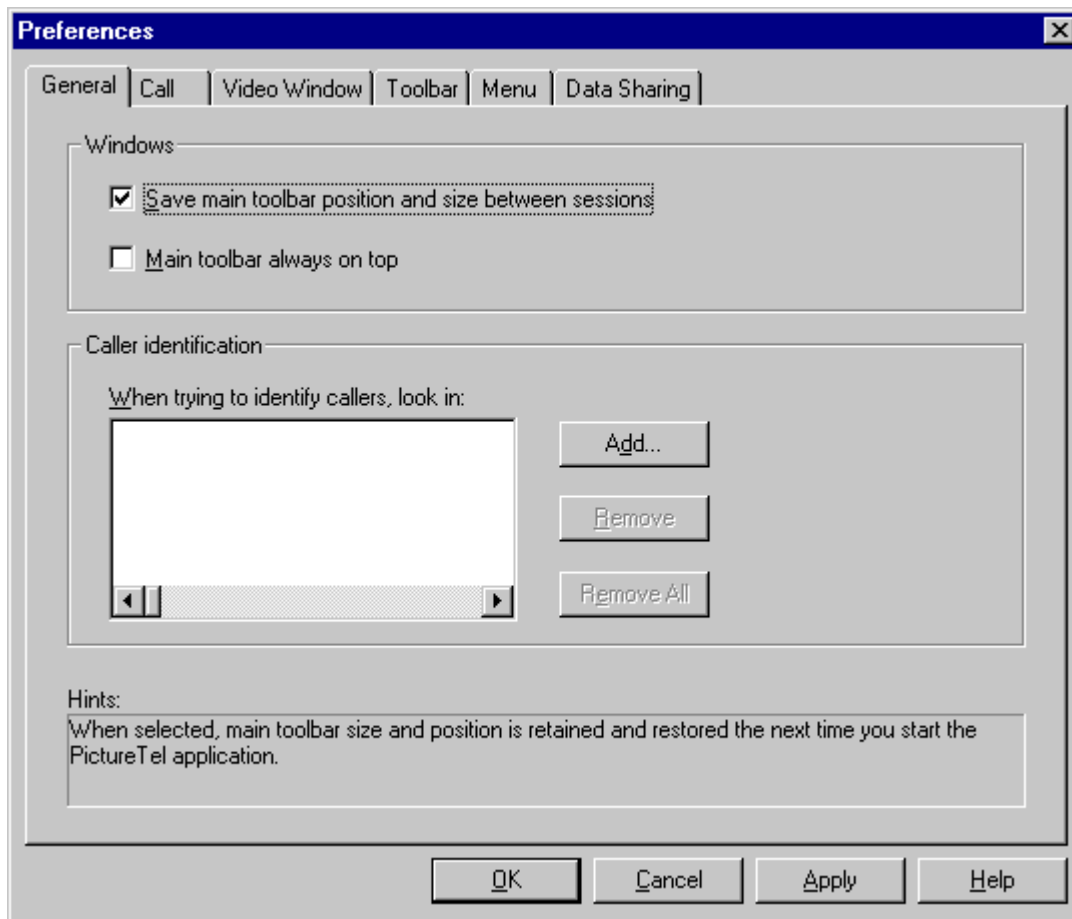 Preferences
General Call Video Window Toolbar Menu Data Sharing
Windows
Save main toolbar position and size between sessions
Main toolbar always on top
Caller identification
When trying to identify callers, look in:
Add...
Remove
Remove All
Hints:
When selected, main toolbar size and position is retained and restored the next time you start the
PictureTel application.
OK Cancel Apply Help